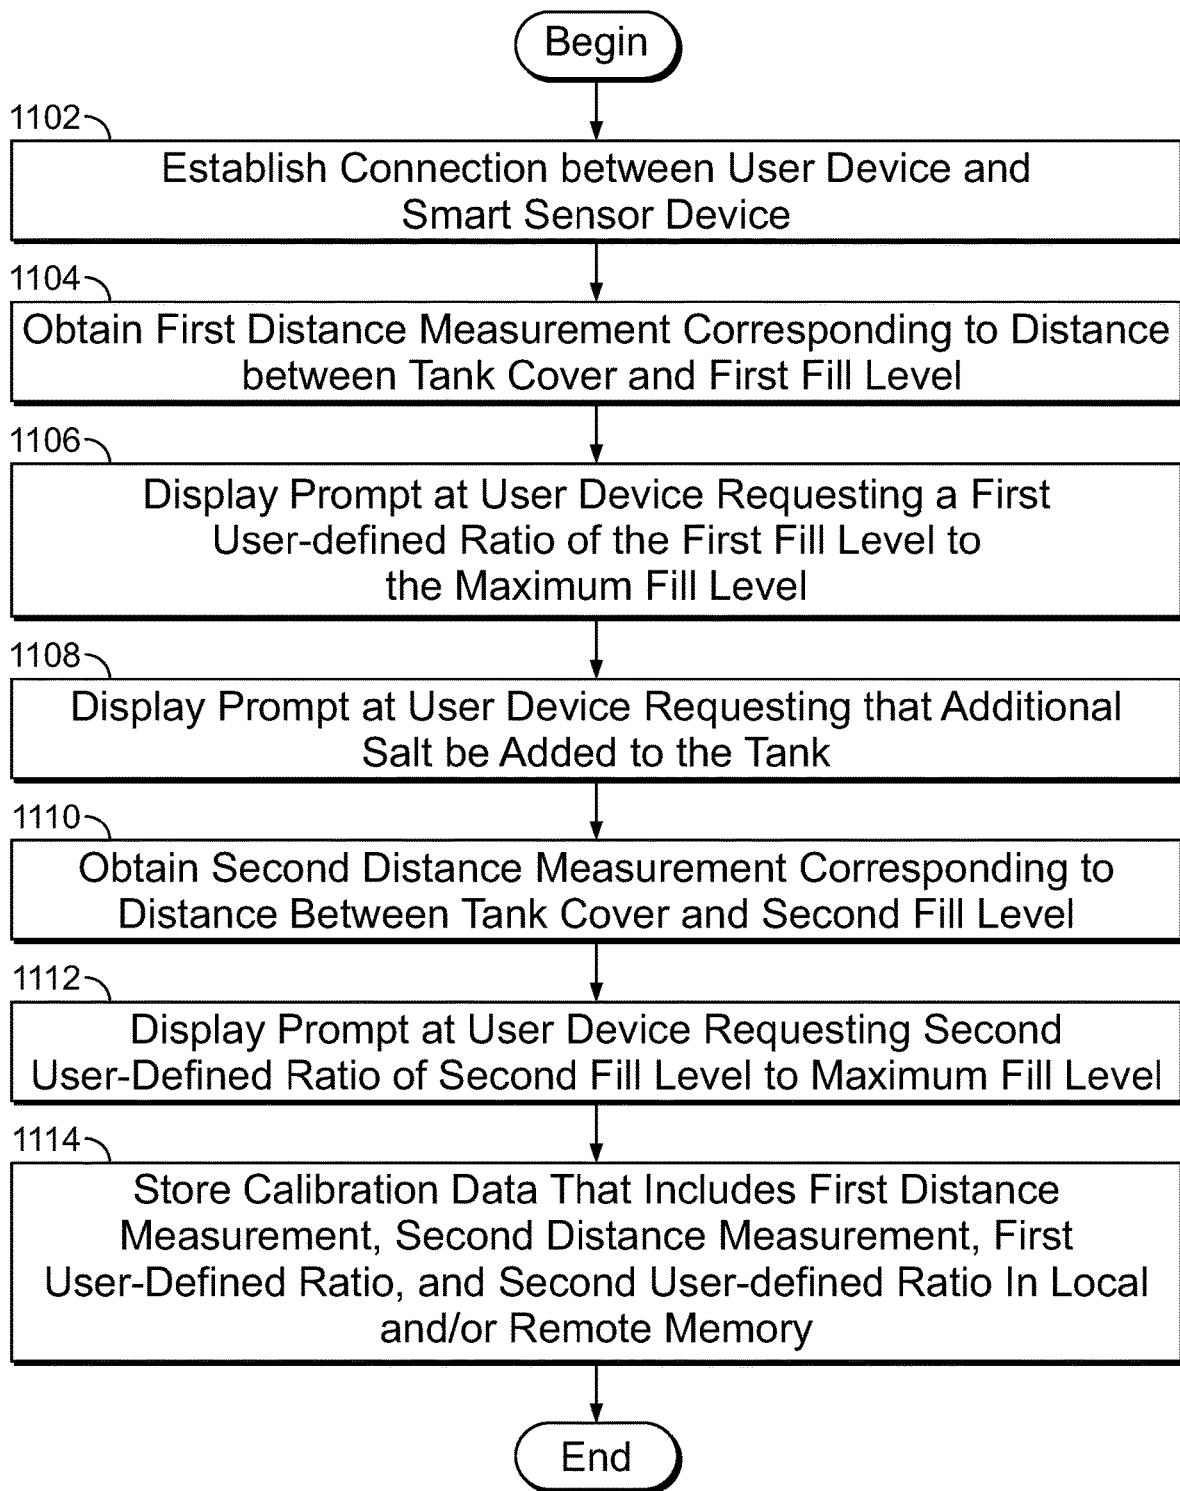 Begin
1102
Establish Connection between User Device and
Smart Sensor Device
1104
Obtain First Distance Measurement Corresponding to Distance
between Tank Cover and First Fill Level
1106
Display Prompt at User Device Requesting a First
User-defined Ratio of the First Fill Level to
the Maximum Fill Level
1108
Display Prompt at User Device Requesting that Additional
Salt be Added to the Tank
1110
Obtain Second Distance Measurement Corresponding to
Distance Between Tank Cover and Second Fill Level
1112
Display Prompt at User Device Requesting Second
User-Defined Ratio of Second Fill Level to Maximum Fill Level
1114
Store Calibration Data That Includes First Distance
Measurement, Second Distance Measurement, First
User-Defined Ratio, and Second User-defined Ratio In Local
and/or Remote Memory
End